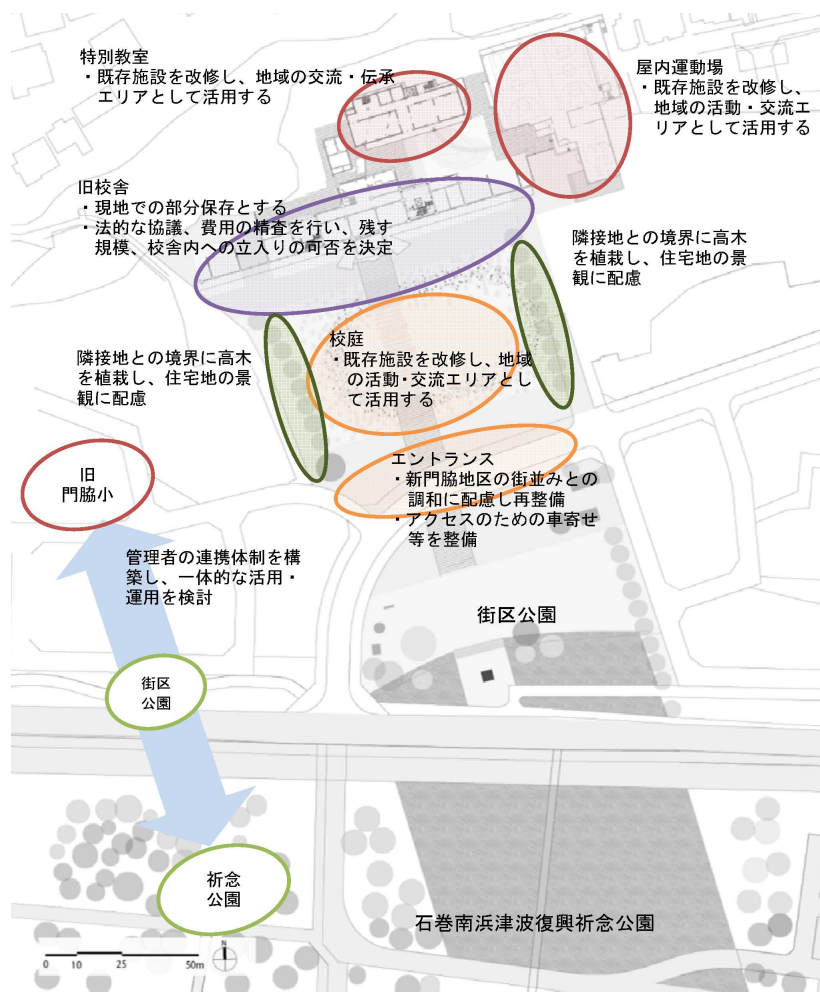 特別教室
・既存施設を改修し、地域の交流・伝承
エリアとして活用する
屋内運動場
・既存施設を改修し、
地域の活動・交流エ
リアとして活用する
旧校舎
・現地での部分保存とする
・法的な協議、費用の精査を行い、残す
規模、校舎内への立入りの可否を決定
隣接地との境界に高木
を植栽し、住宅地の景
観に配慮
校庭
・既存施設を改修し、地域
の活動・交流エリアとし
て活用する
隣接地との境界に高木
を植栽し、住宅地の景
観に配慮
エントランス
・新門脇地区の街並みとの
調和に配慮し再整備
・アクセスのための車寄せ
等を整備
旧
門脇小
管理者の連携体制を構
築し、一体的な活用・
運用を検討
街区公園
街区
公園
祈念
公園
石巻南浜津波復興祈念公園
N
0 10 25 50m